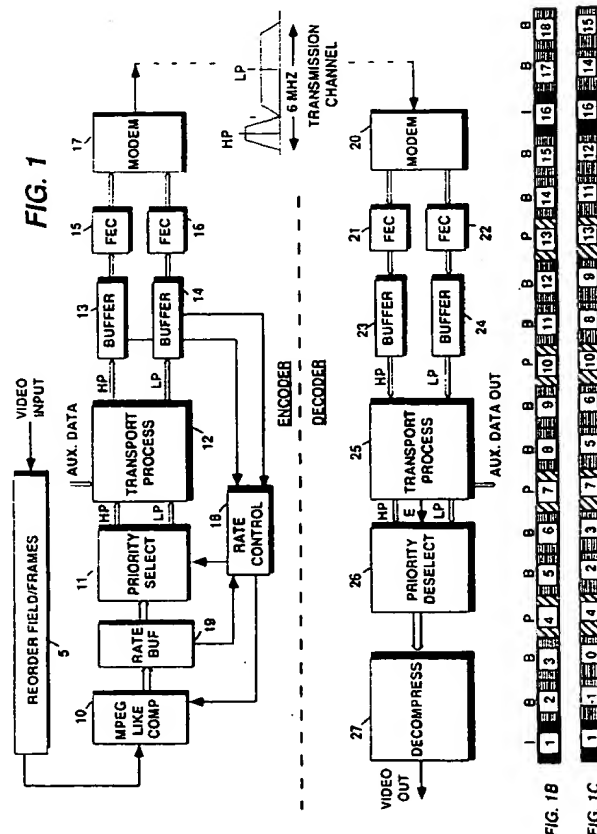 FIG. 1
VIDEO INPUT
5
REORDER FIELD/FRAMES
10
MPEG LIKE COMP
RATE BUF
19
11
PRIORITY SELECT
RATE CONTROL
18
AUX. DATA
HP
LP
TRANSPORT PROCESS
12
HP
LP
13
BUFFER
BUFFER
14
15
FEC
FEC
16
17
MODEM
HP
LP
6 MHZ
TRANSMISSION CHANNEL
ENCODER
DECODER
20
MODEM
21
FEC
FEC
22
23
BUFFER
BUFFER
24
HP
LP
25
TRANSPORT PROCESS
AUX. DATA OUT
HP
E
LP
26
PRIORITY DESELECT
27
DECOMPRESS
VIDEO OUT
I B B P B B P B B P B B P B B I B B
FIG. 1B 1 2 3 4 5 6 7 8 9 10 11 12 13 14 15 16 17 18
FIG. 1C 1 -1 0 4 2 3 7 5 6 10 8 9 13 11 12 16 14 15